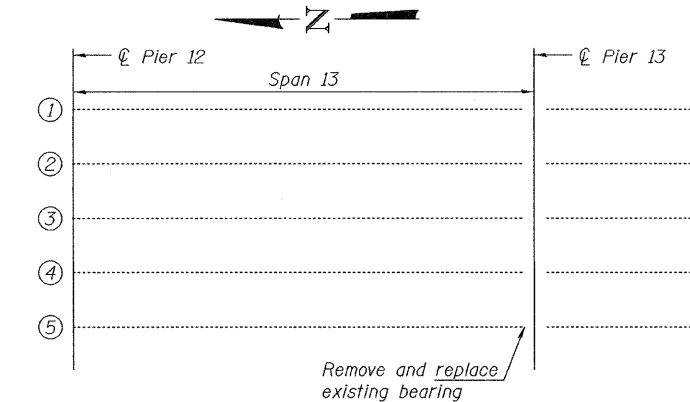 N
℄ Pier 12
℄ Pier 13
Span 13
1
2
3
4
5
Remove and replace
existing bearing